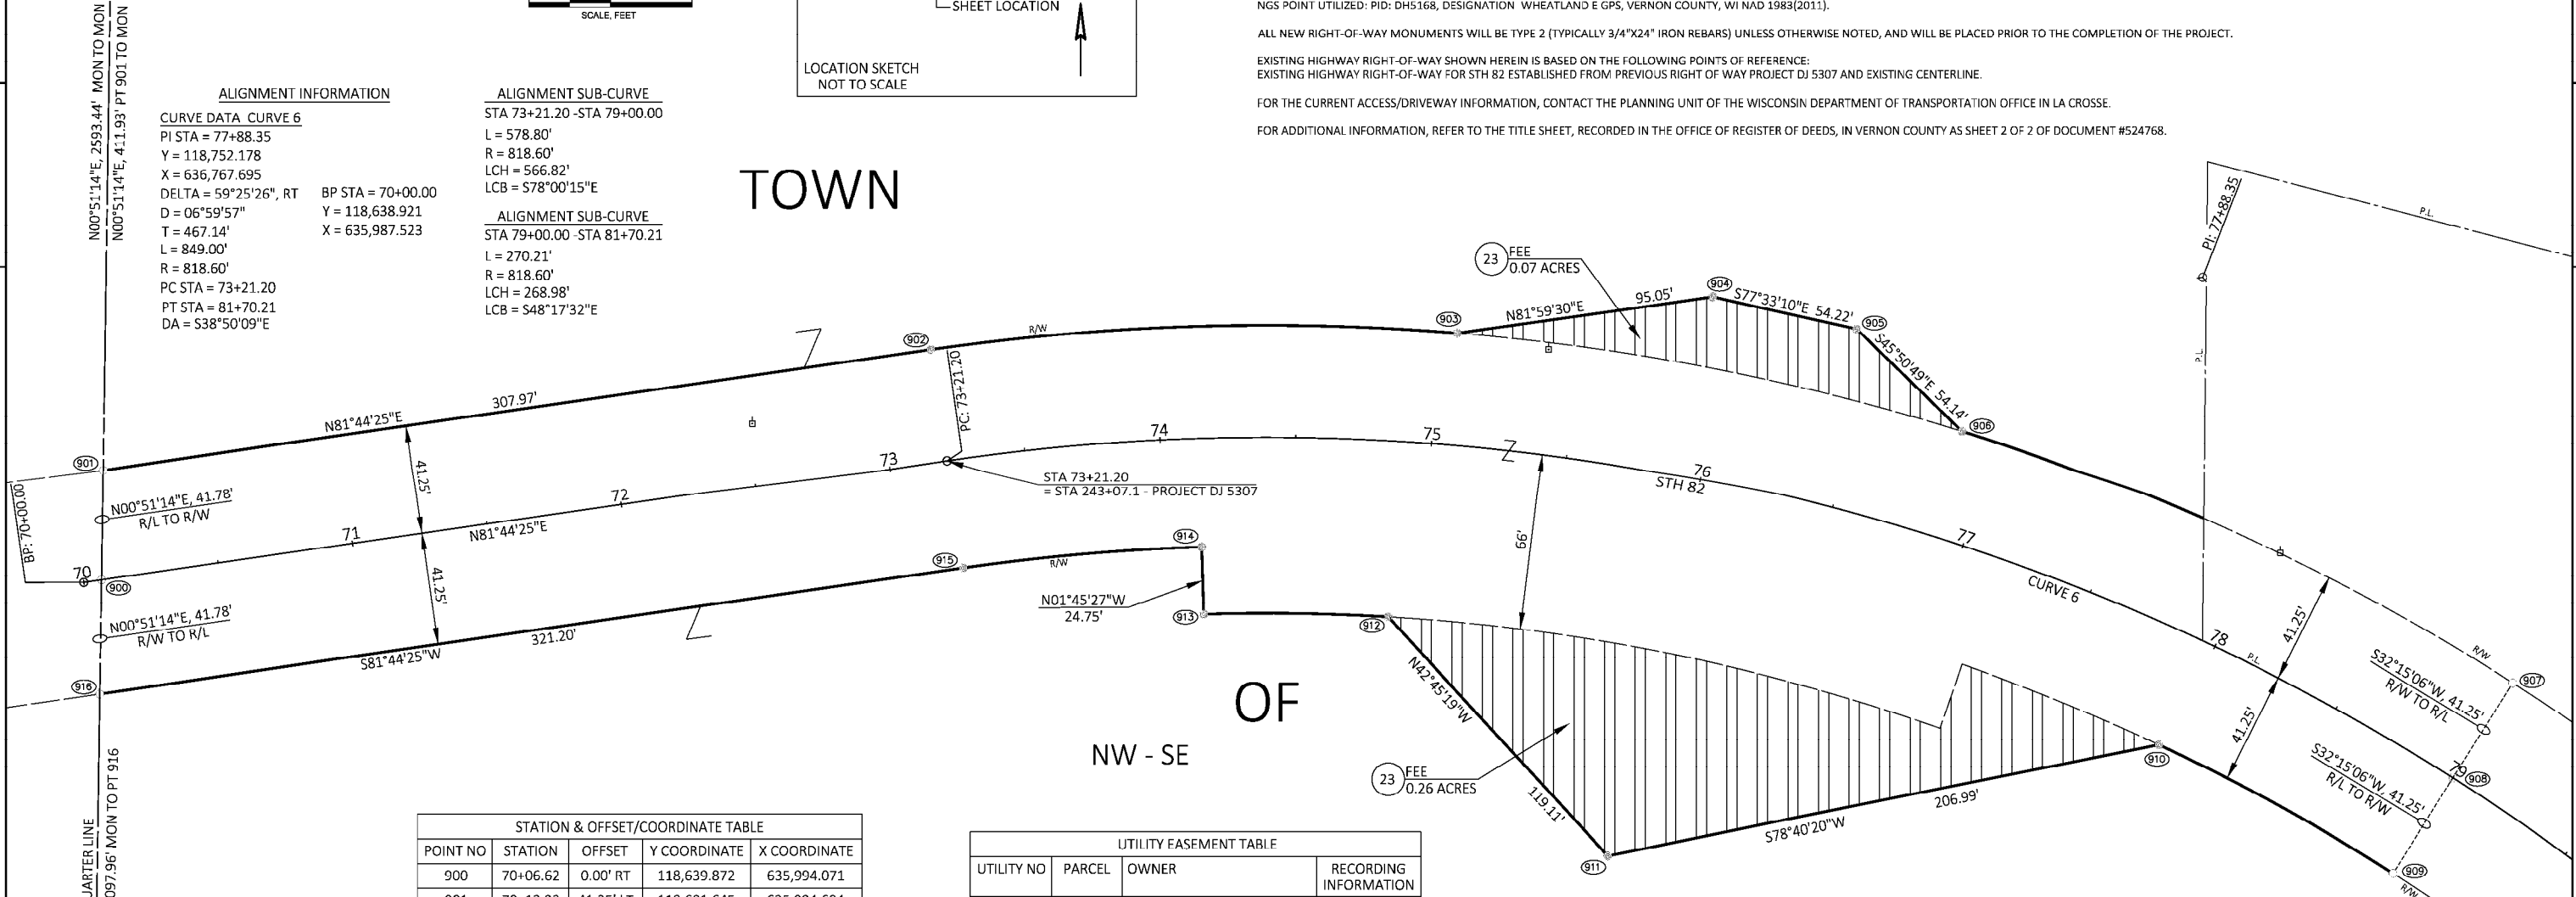 SCALE, FEET
SHEET LOCATION
LOCATION SKETCH
NOT TO SCALE
NGS POINT UTILIZED: PID: DH5168, DESIGNATION WHEATLAND E GPS, VERNON COUNTY, WI NAD 1983(2011).
ALL NEW RIGHT-OF-WAY MONUMENTS WILL BE TYPE 2 (TYPICALLY 3/4"X24" IRON REBARS) UNLESS OTHERWISE NOTED, AND WILL BE PLACED PRIOR TO THE COMPLETION OF THE PROJECT.
EXISTING HIGHWAY RIGHT-OF-WAY SHOWN HEREIN IS BASED ON THE FOLLOWING POINTS OF REFERENCE:
EXISTING HIGHWAY RIGHT-OF-WAY FOR STH 82 ESTABLISHED FROM PREVIOUS RIGHT OF WAY PROJECT DJ 5307 AND EXISTING CENTERLINE.
FOR THE CURRENT ACCESS/DRIVEWAY INFORMATION, CONTACT THE PLANNING UNIT OF THE WISCONSIN DEPARTMENT OF TRANSPORTATION OFFICE IN LA CROSSE.
FOR ADDITIONAL INFORMATION, REFER TO THE TITLE SHEET, RECORDED IN THE OFFICE OF REGISTER OF DEEDS, IN VERNON COUNTY AS SHEET 2 OF 2 OF DOCUMENT #524768.
N00°51'14"E, 2593.44' MON TO MON
N00°51'14"E, 411.93' PT 901 TO MON
ALIGNMENT INFORMATION
CURVE DATA CURVE 6
PI STA = 77+88.35
Y = 118,752.178
X = 636,767.695
DELTA = 59°25'26", RT
D = 06°59'57"
T = 467.14'
L = 849.00'
R = 818.60'
PC STA = 73+21.20
PT STA = 81+70.21
DA = S38°50'09"E
BP STA = 70+00.00
Y = 118,638.921
X = 635,987.523
ALIGNMENT SUB-CURVE
STA 73+21.20 -STA 79+00.00
L = 578.80'
R = 818.60'
LCH = 566.82'
LCB = S78°00'15"E
ALIGNMENT SUB-CURVE
STA 79+00.00 -STA 81+70.21
L = 270.21'
R = 818.60'
LCH = 268.98'
LCB = S48°17'32"E
TOWN
PI: 77+88.35
P.L.
P.L.
23
FEE
0.07 ACRES
904
95.05'
N81°59'30"E
S77°33'10"E 54.22'
905
903
S45°50'49"E 54.14'
906
902
R/W
PC: 73+21.20
307.97'
N81°44'25"E
901
41.25'
BP: 70+00.00
N00°51'14"E, 41.78'
R/L TO R/W
70
71
72
73
74
75
76
77
78
79
N81°44'25"E
STA 73+21.20
= STA 243+07.1 - PROJECT DJ 5307
STH 82
CURVE 6
900
41.25'
N00°51'14"E, 41.78'
R/W TO R/L
914
915
R/W
N01°45'27"W
24.75'
913
912
66'
321.20'
S81°44'25"W
916
P.L.
41.25'
41.25'
R/W
S32°15'06"W, 41.25'
R/W TO R/L
907
S32°15'06"W, 41.25'
R/L TO R/W
908
909
R/W
910
OF
NW - SE
N42°45'19"W
119.11'
23
FEE
0.26 ACRES
206.99'
S78°40'20"W
911
UARTER LINE
097.96' MON TO PT 916
STATION & OFFSET/COORDINATE TABLE
POINT NO STATION OFFSET Y COORDINATE X COORDINATE
900 70+06.62 0.00' RT 118,639.872 635,994.071
UTILITY EASEMENT TABLE
UTILITY NO PARCEL OWNER RECORDING
INFORMATION